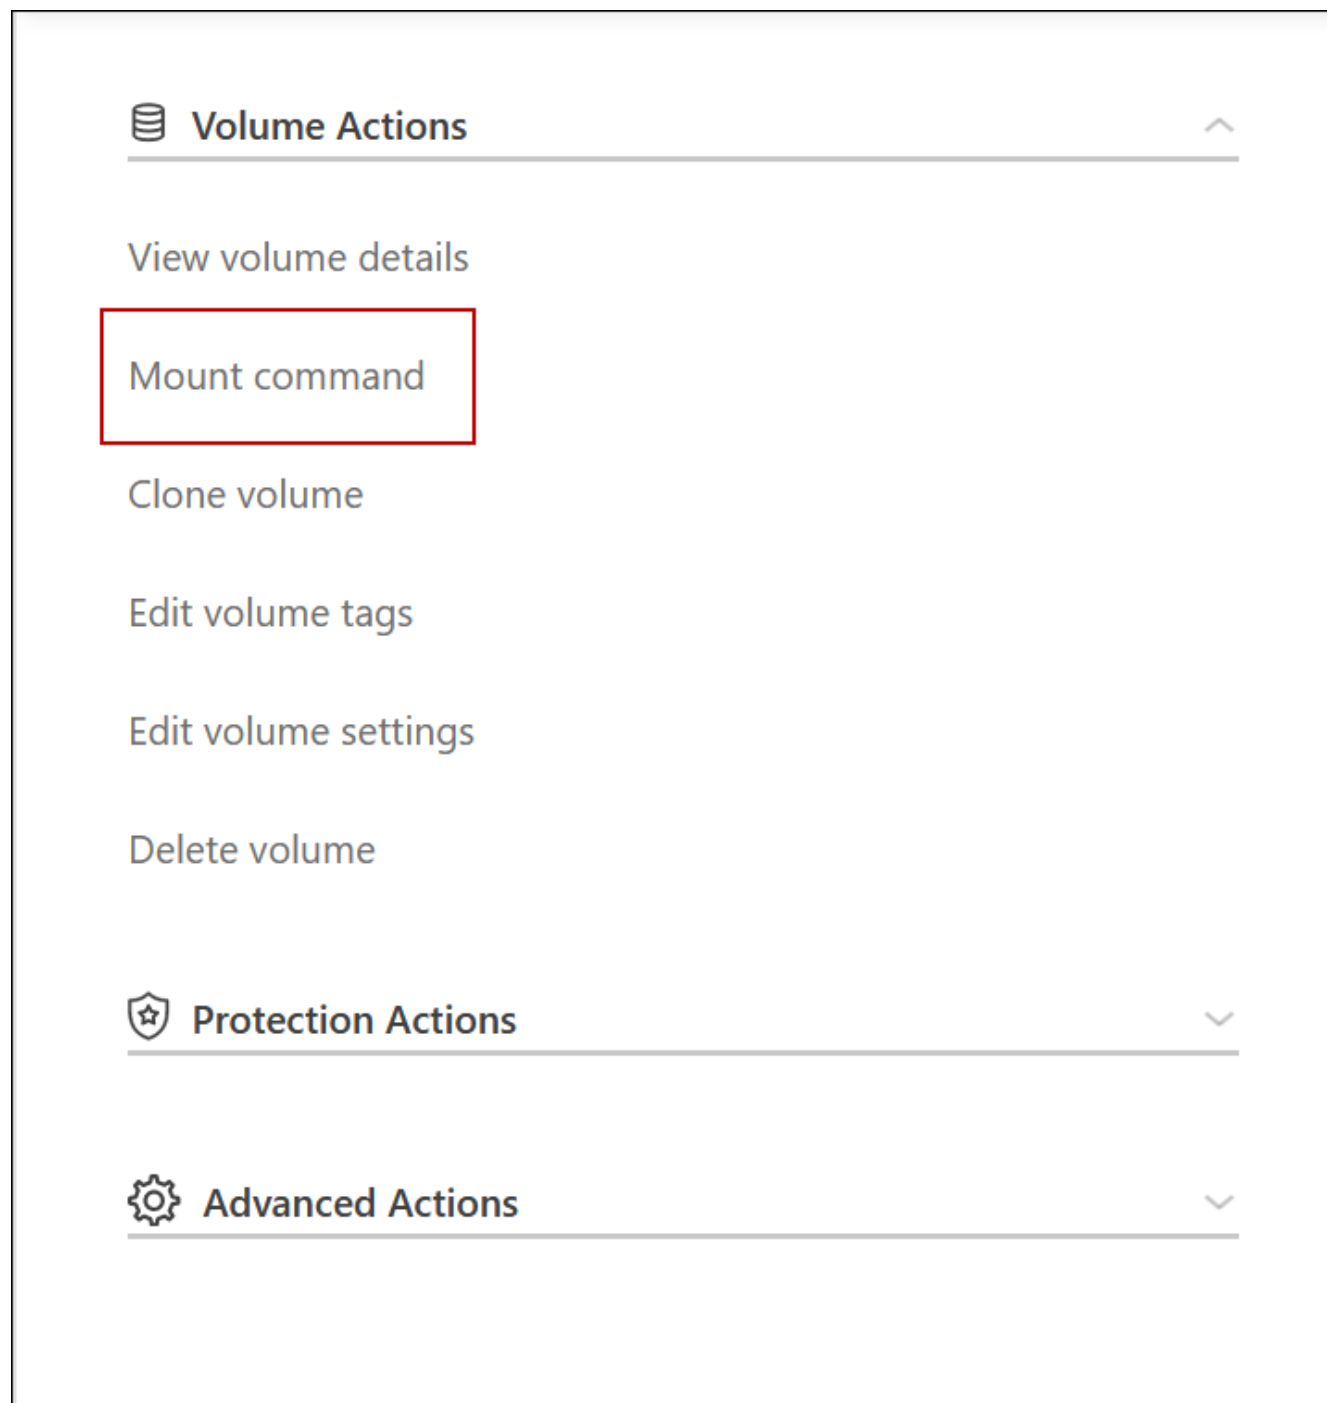 Volume Actions
View volume details
Mount command
Clone volume
Edit volume tags
Edit volume settings
Delete volume
Protection Actions
Advanced Actions